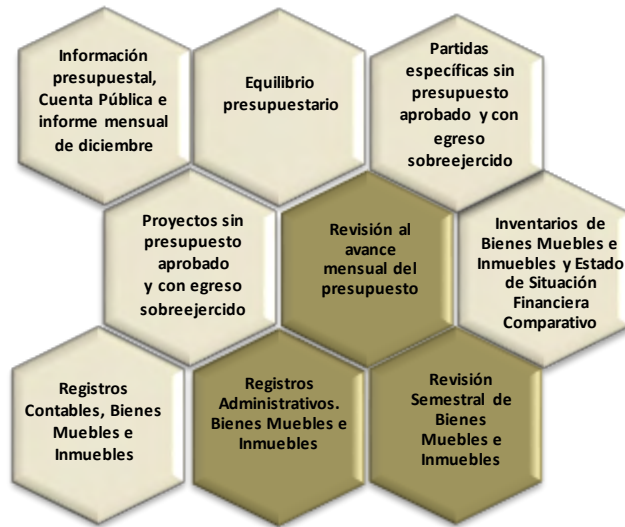 Información
presupuestal,
Cuenta Pública e
informe mensual
de diciembre
Equilibrio
presupuestario
Partidas
específicas sin
presupuesto
aprobado y con
egreso
sobreejercido
Proyectos sin
presupuesto
aprobado
y con egreso
sobreejercido
Revisión al
avance
mensual del
presupuesto
Inventarios de
Bienes Muebles e
Inmuebles y Estado
de Situación
Financiera
Comparativo
Registros
Contables, Bienes
Muebles e
Inmuebles
Registros
Administrativos.
Bienes Muebles e
Inmuebles
Revisión
Semestral de
Bienes
Muebles e
Inmuebles